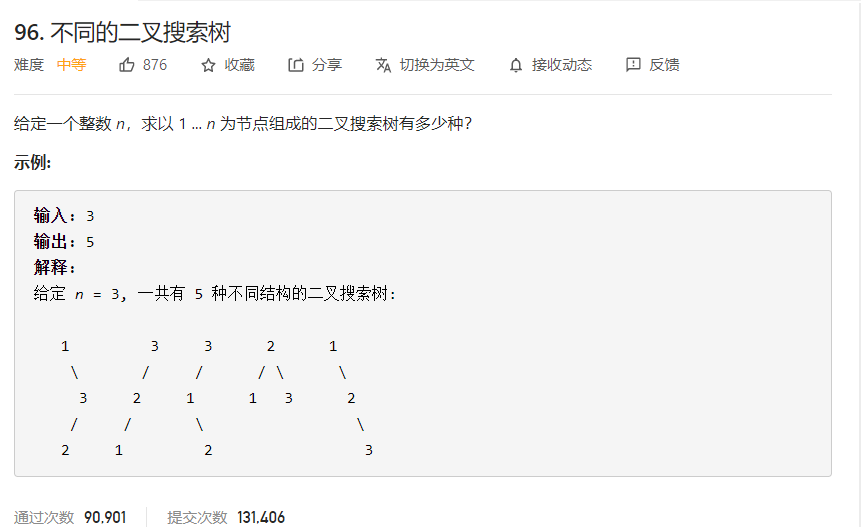 96. 不同的二叉搜索树
难度 中等 876 收藏 分享 切换为英文 接收动态 反馈
给定一个整数 n，求以 1 ... n 为节点组成的二叉搜索树有多少种？
示例:
输入：3
输出：5
解释：
给定 n = 3, 一共有 5 种不同结构的二叉搜索树:
1 3 3 2 1
\ / / / \ \
3 2 1 1 3 2
/ / \ \
2 1 2 3
通过次数 90,901 提交次数 131,406